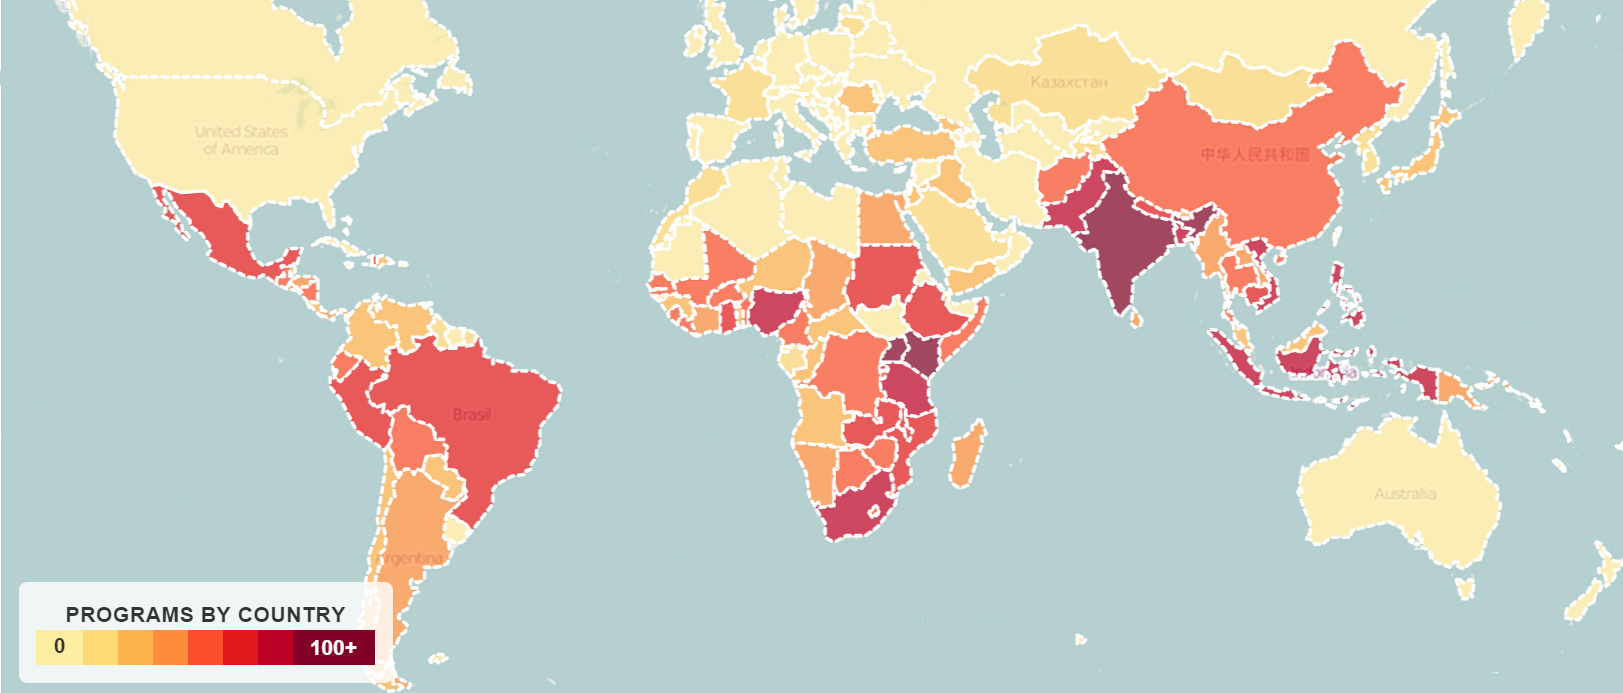 Казахстан
United States
of America
中华人民共和国
Indonesia
Brasil
Australia
Argentina
PROGRAMS BY COUNTRY
0
100+